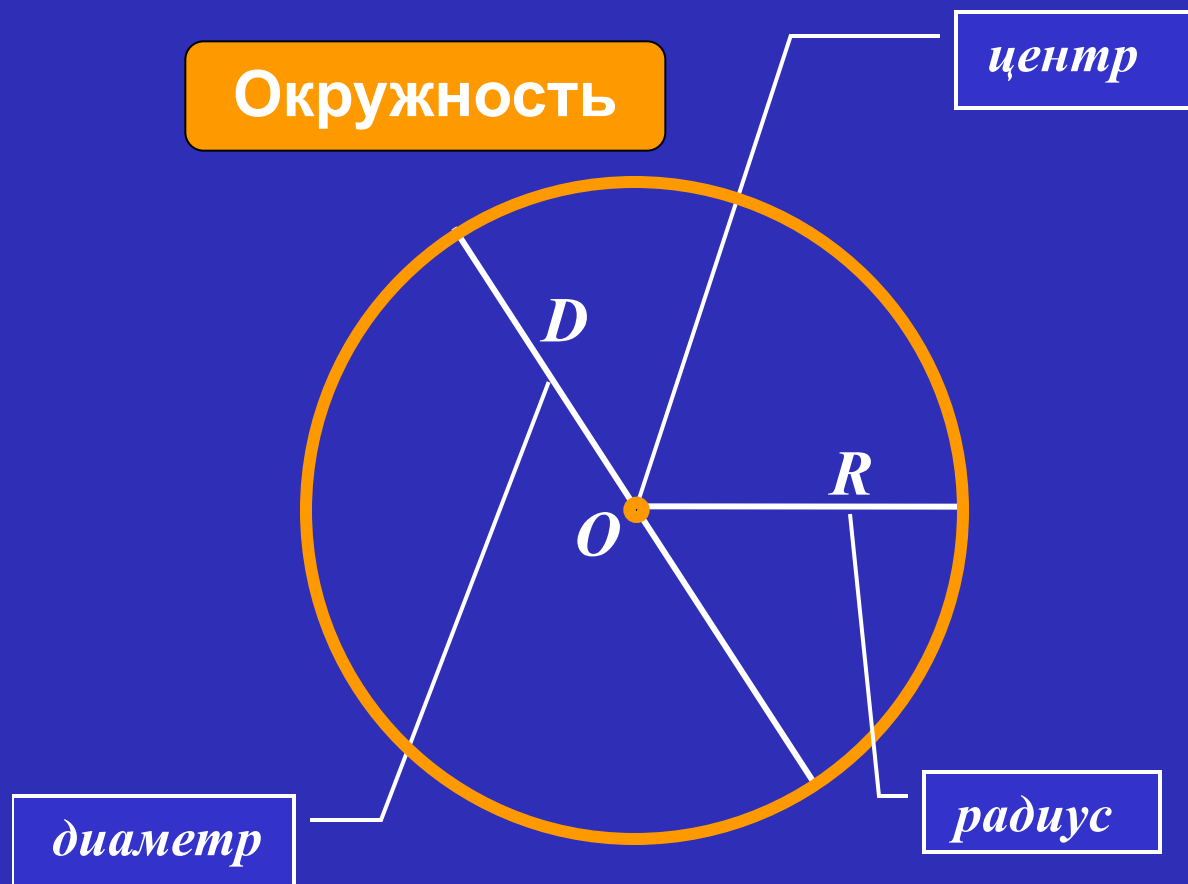 центр
Окружность
D
R
O
радиус
диаметр